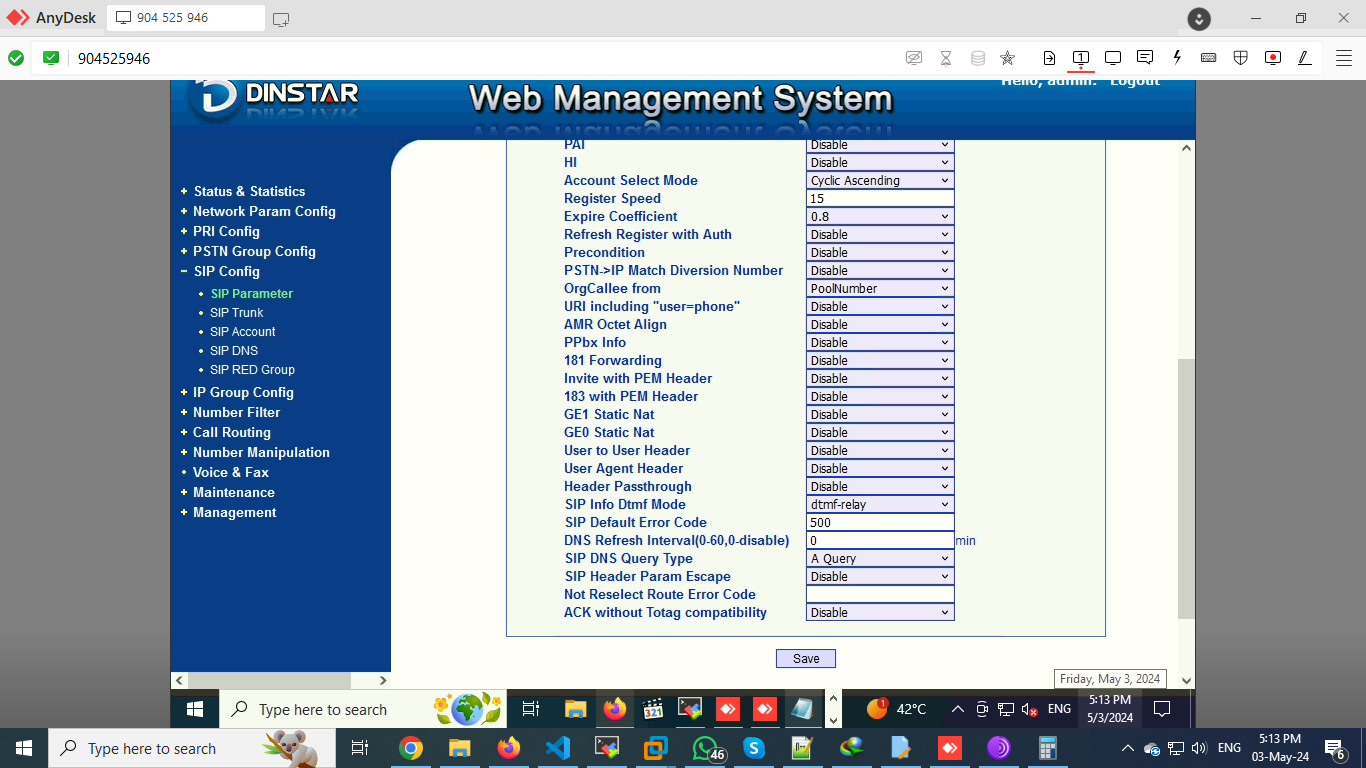 AnyDesk
904 525 946
904525946
1
DINSTAR
Web Management System
Hello, admin. Logout
Status & Statistics
Network Param Config
PRI Config
PSTN Group Config
SIP Config
SIP Parameter
SIP Trunk
SIP Account
SIP DNS
SIP RED Group
IP Group Config
Number Filter
Call Routing
Number Manipulation
Voice & Fax
Maintenance
Management
PAI Disable
HI Disable
Account Select Mode Cyclic Ascending
Register Speed 15
Expire Coefficient 0.8
Refresh Register with Auth Disable
Precondition Disable
PSTN->IP Match Diversion Number Disable
OrgCallee from PoolNumber
URI including "user=phone" Disable
AMR Octet Align Disable
PPbx Info Disable
181 Forwarding Disable
Invite with PEM Header Disable
183 with PEM Header Disable
GE1 Static Nat Disable
GE0 Static Nat Disable
User to User Header Disable
User Agent Header Disable
Header Passthrough Disable
SIP Info Dtmf Mode dtmf-relay
SIP Default Error Code 500
DNS Refresh Interval(0-60,0-disable) 0 min
SIP DNS Query Type A Query
SIP Header Param Escape Disable
Not Reselect Route Error Code
ACK without Totag compatibility Disable
Save
Friday, May 3, 2024
Type here to search
321
1
42°C
ENG
5:13 PM
5/3/2024
Type here to search
46
ENG
5:13 PM
03-May-24
6